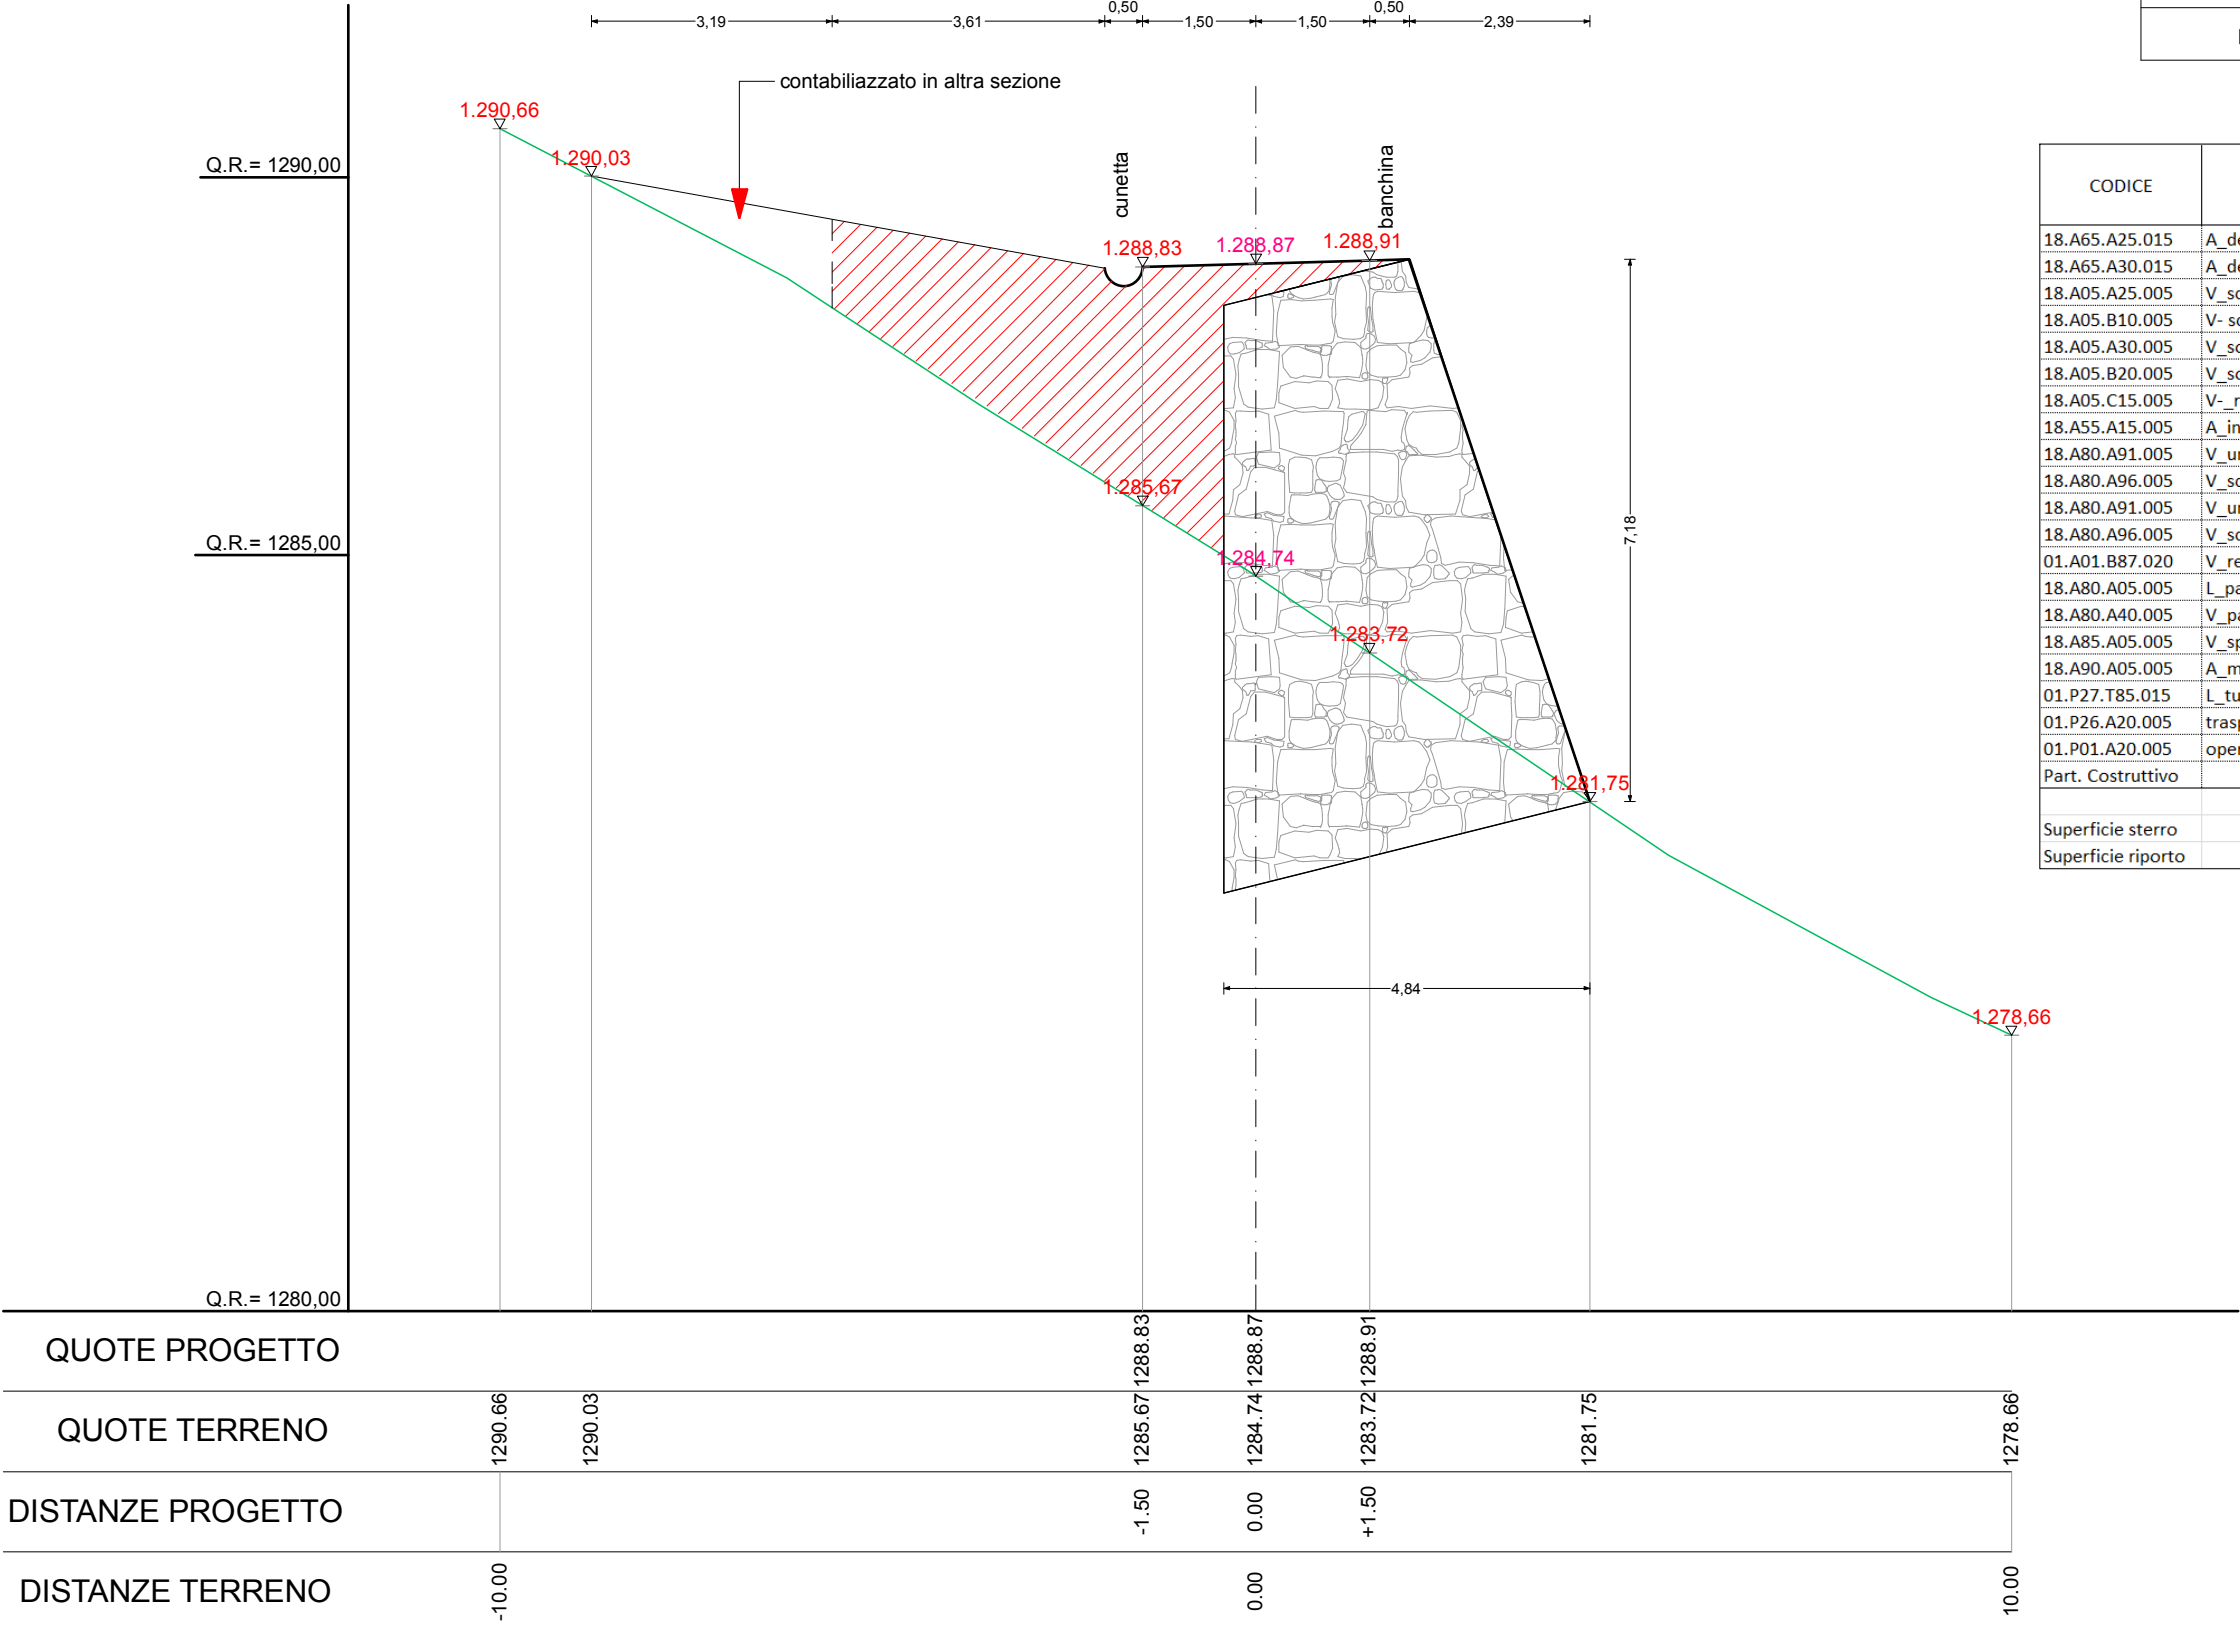 0,50
0,50
3,19
3,61
1,50
1,50
2,39
contabiliazzato in altra sezione
1.290,66
1.290,03
Q.R.= 1290,00
cunetta
banchina
1.288,83
1.288,87
1.288,91
1.285,67
Q.R.= 1285,00
7,18
1.284,74
1.283,72
1.281,75
4,84
1.278,66
Q.R.= 1280,00
CODICE
18.A65.A25.015
18.A65.A30.015
18.A05.A25.005
18.A05.B10.005
18.A05.A30.005
18.A05.B20.005
18.A05.C15.005
18.A55.A15.005
18.A80.A91.005
18.A80.A96.005
18.A80.A91.005
18.A80.A96.005
01.A01.B87.020
18.A80.A05.005
18.A80.A40.005
18.A85.A05.005
18.A90.A05.005
01.P27.T85.015
01.P26.A20.005
01.P01.A20.005
Part. Costruttivo
Superficie sterro
Superficie riporto
QUOTE PROGETTO
1288.83
1288.87
1288.91
QUOTE TERRENO
1290.66
1290.03
1285.67
1284.74
1283.72
1281.75
1278.66
DISTANZE PROGETTO
-1.50
0.00
+1.50
DISTANZE TERRENO
-10.00
0.00
10.00